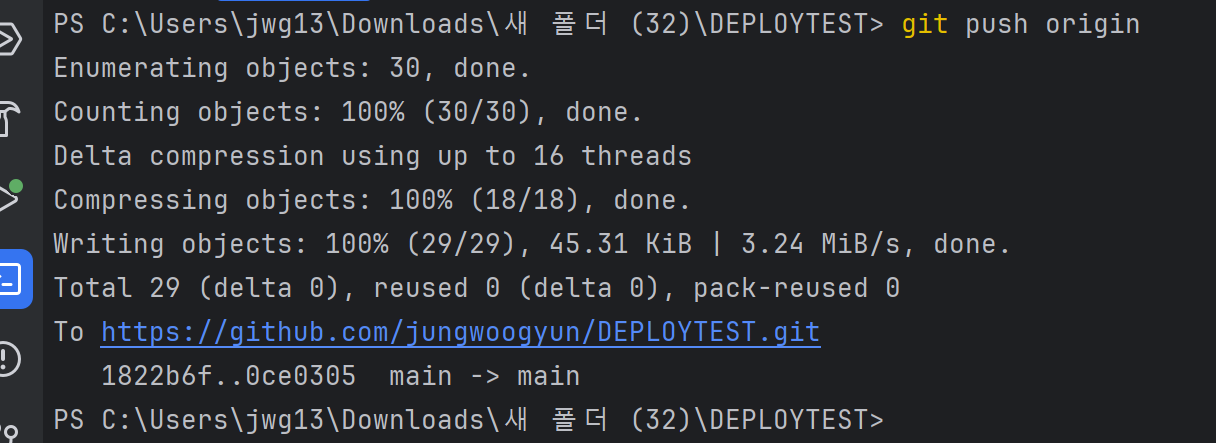 PS C:\Users\jwg13\Downloads\새 폴더 (32)\DEPLOYTEST> git push origin
Enumerating objects: 30, done.
Counting objects: 100% (30/30), done.
Delta compression using up to 16 threads
Compressing objects: 100% (18/18), done.
Writing objects: 100% (29/29), 45.31 KiB | 3.24 MiB/s, done.
Total 29 (delta 0), reused 0 (delta 0), pack-reused 0
To https://github.com/jungwoogyun/DEPLOYTEST.git
   1822b6f..0ce0305  main -> main
PS C:\Users\jwg13\Downloads\새 폴더 (32)\DEPLOYTEST>